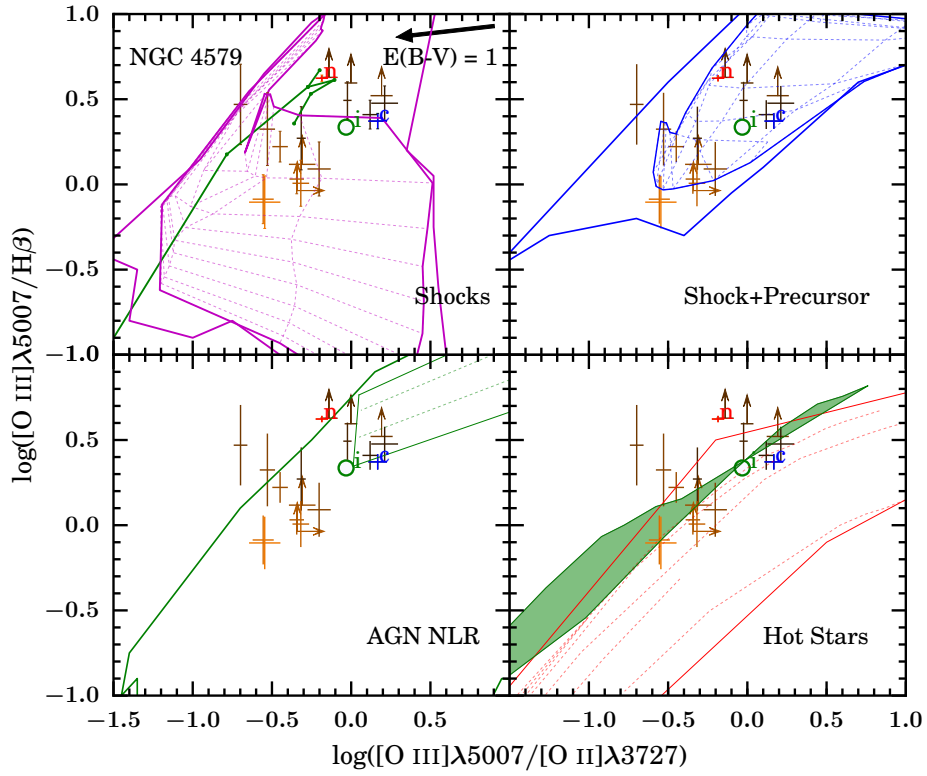 NGC 4579
E(B-V) = 1
n
i
c
Shocks
1.0
0.5
0.0
−0.5
−1.0
n
i
c
Shock+Precursor
n
i
c
AGN NLR
0.5
0.0
−0.5
−1.0
n
i
c
Hot Stars
−1.5
−1.0
−0.5
0.0
0.5
−1.0
−0.5
0.0
0.5
1.0
log([O III]λ5007/Hβ)
log([O III]λ5007/[O II]λ3727)